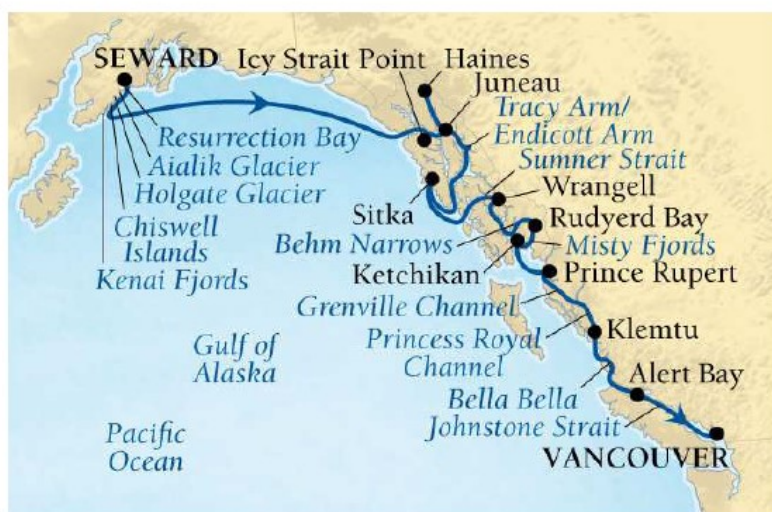 SEWARD
Icy Strait Point
Haines
Juneau
Tracy Arm/
Endicott Arm
Sumner Strait
Resurrection Bay
Aialik Glacier
Holgate Glacier
Chiswell
Islands
Kenai Fjords
Wrangell
Sitka
Rudyerd Bay
Behm Narrows
Misty Fjords
Ketchikan
Prince Rupert
Grenville Channel
Princess Royal
Channel
Klemtu
Gulf of
Alaska
Alert Bay
Bella Bella
Johnstone Strait
Pacific
Ocean
VANCOUVER